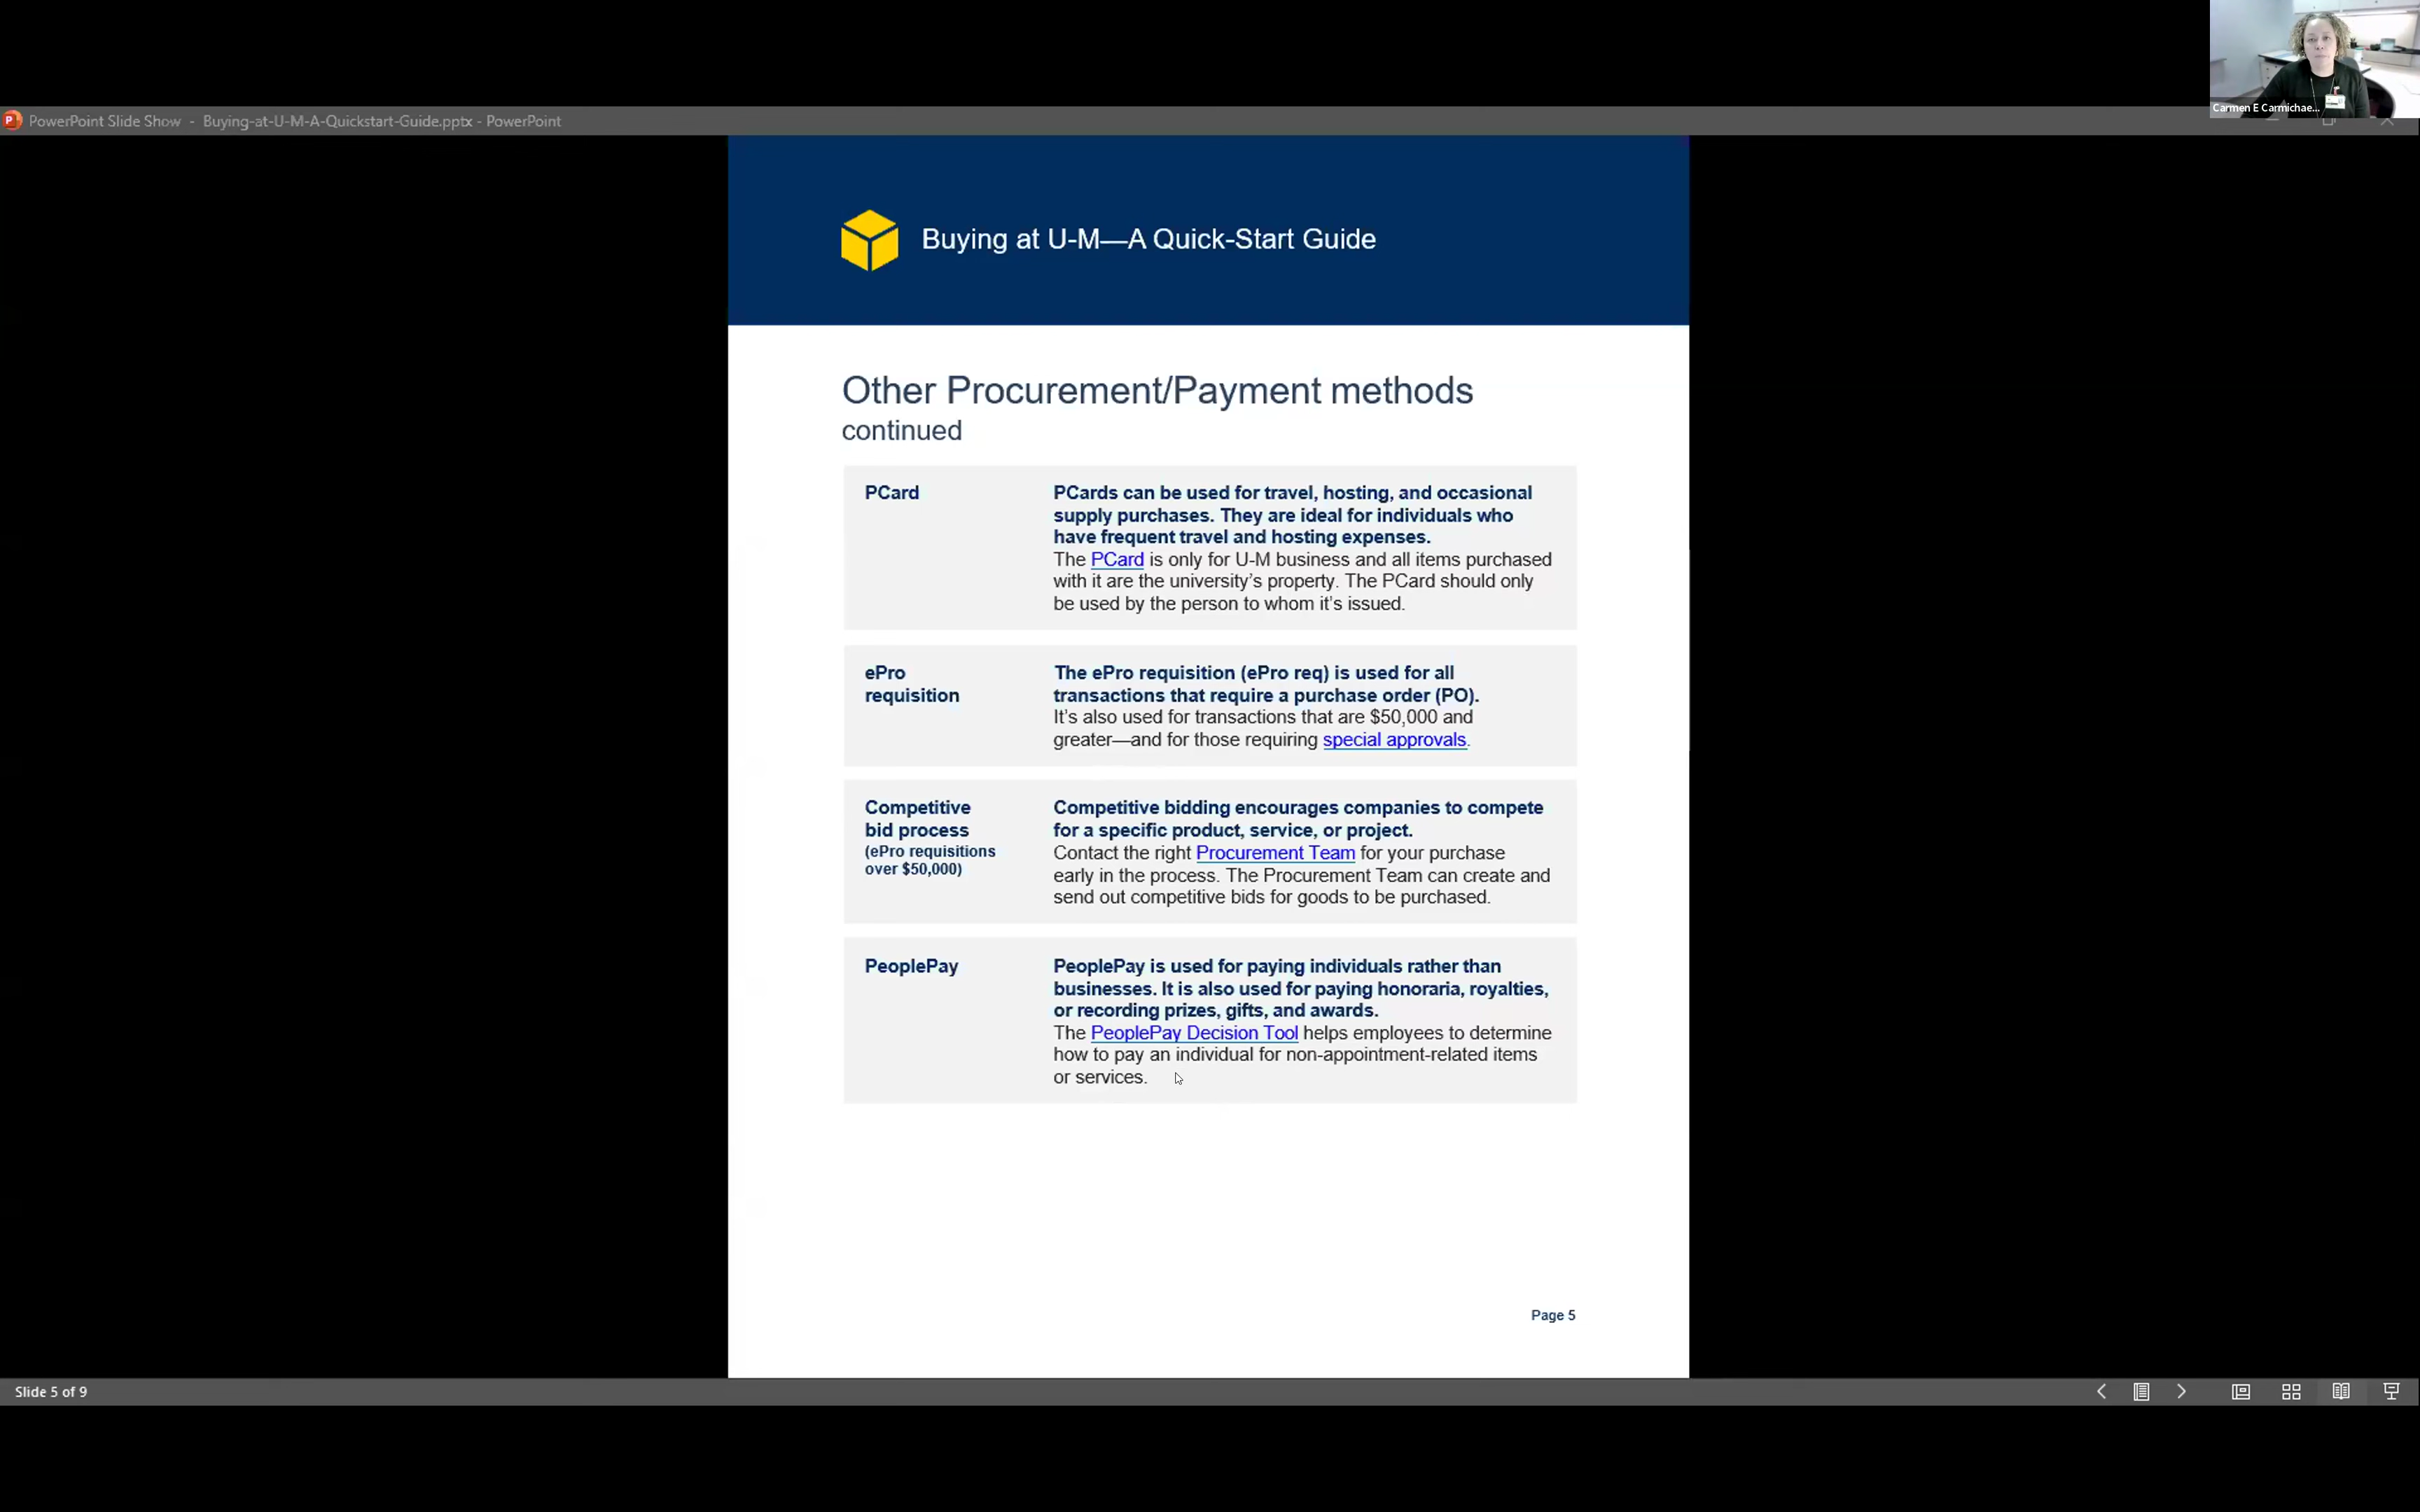 Carmen E Carmichae...
PowerPoint Slide Show - Buying-at-U-M-A-Quickstart-Guide.pptx - PowerPoint
Buying at U-M—A Quick-Start Guide
Other Procurement/Payment methods
continued
PCard
PCards can be used for travel, hosting, and occasional
supply purchases. They are ideal for individuals who
have frequent travel and hosting expenses.
The PCard is only for U-M business and all items purchased
with it are the university’s property. The PCard should only
be used by the person to whom it’s issued.
ePro
requisition
The ePro requisition (ePro req) is used for all
transactions that require a purchase order (PO).
It’s also used for transactions that are $50,000 and
greater—and for those requiring special approvals.
Competitive
bid process
(ePro requisitions
over $50,000)
Competitive bidding encourages companies to compete
for a specific product, service, or project.
Contact the right Procurement Team for your purchase
early in the process. The Procurement Team can create and
send out competitive bids for goods to be purchased.
PeoplePay
PeoplePay is used for paying individuals rather than
businesses. It is also used for paying honoraria, royalties,
or recording prizes, gifts, and awards.
The PeoplePay Decision Tool helps employees to determine
how to pay an individual for non-appointment-related items
or services.
Page 5
Slide 5 of 9